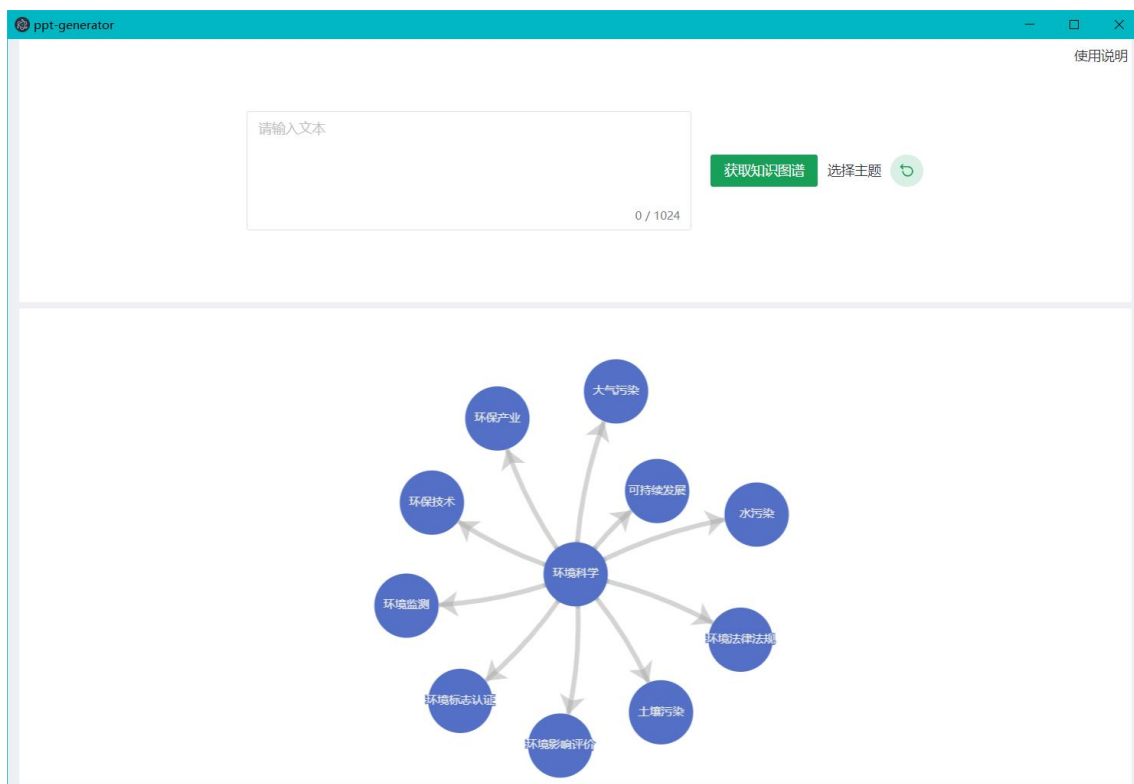 ppt-generator
使用说明
请输入文本
获取知识图谱 选择主题
0 / 1024
大气污染
环保产业
可持续发展
环保技术
水污染
环境科学
环境监测
环境法律法规
环境标志认证
土壤污染
环境影响评价